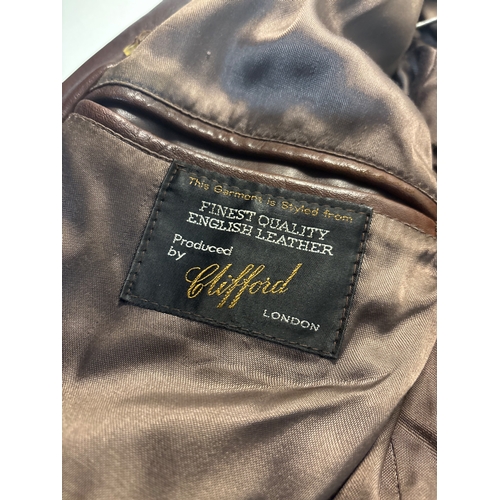 This Garment is Styled from
FINEST QUALITY
ENGLISH LEATHER
Produced
by
Clifford
LONDON